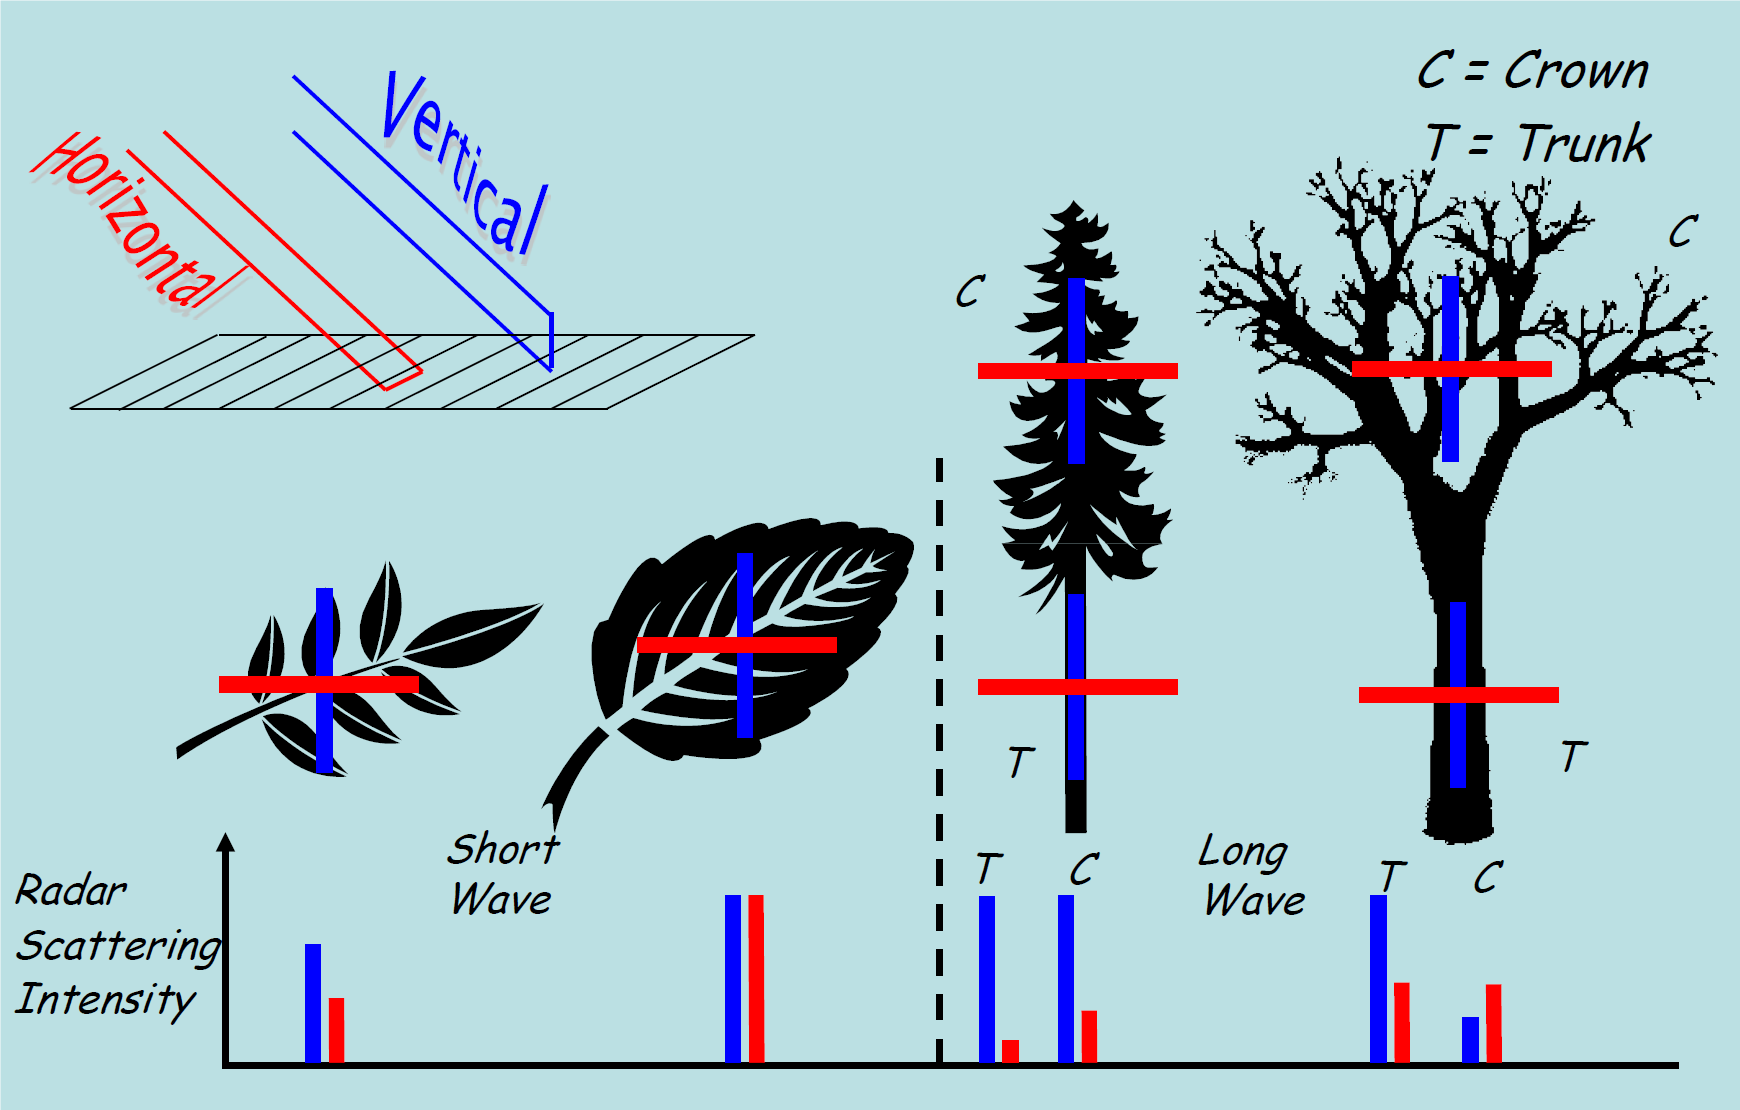 C = Crown
T = Trunk
Horizontal
Vertical
C
C
T
T
Short
Wave
Long
Wave
T
C
T
C
Radar
Scattering
Intensity